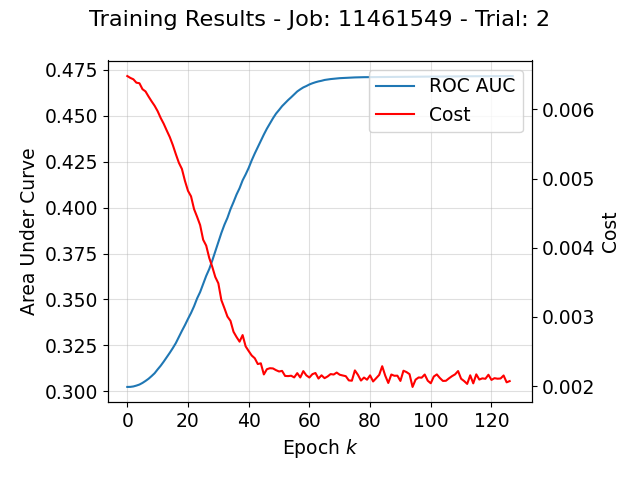 Training Results - Job: 11461549 - Trial: 2
0.475
0.450
0.425
0.400
0.375
0.350
0.325
0.300
Area Under Curve
ROC AUC
Cost
0.006
0.005
0.004
0.003
0.002
Cost
0 20 40 60 80 100 120
Epoch k